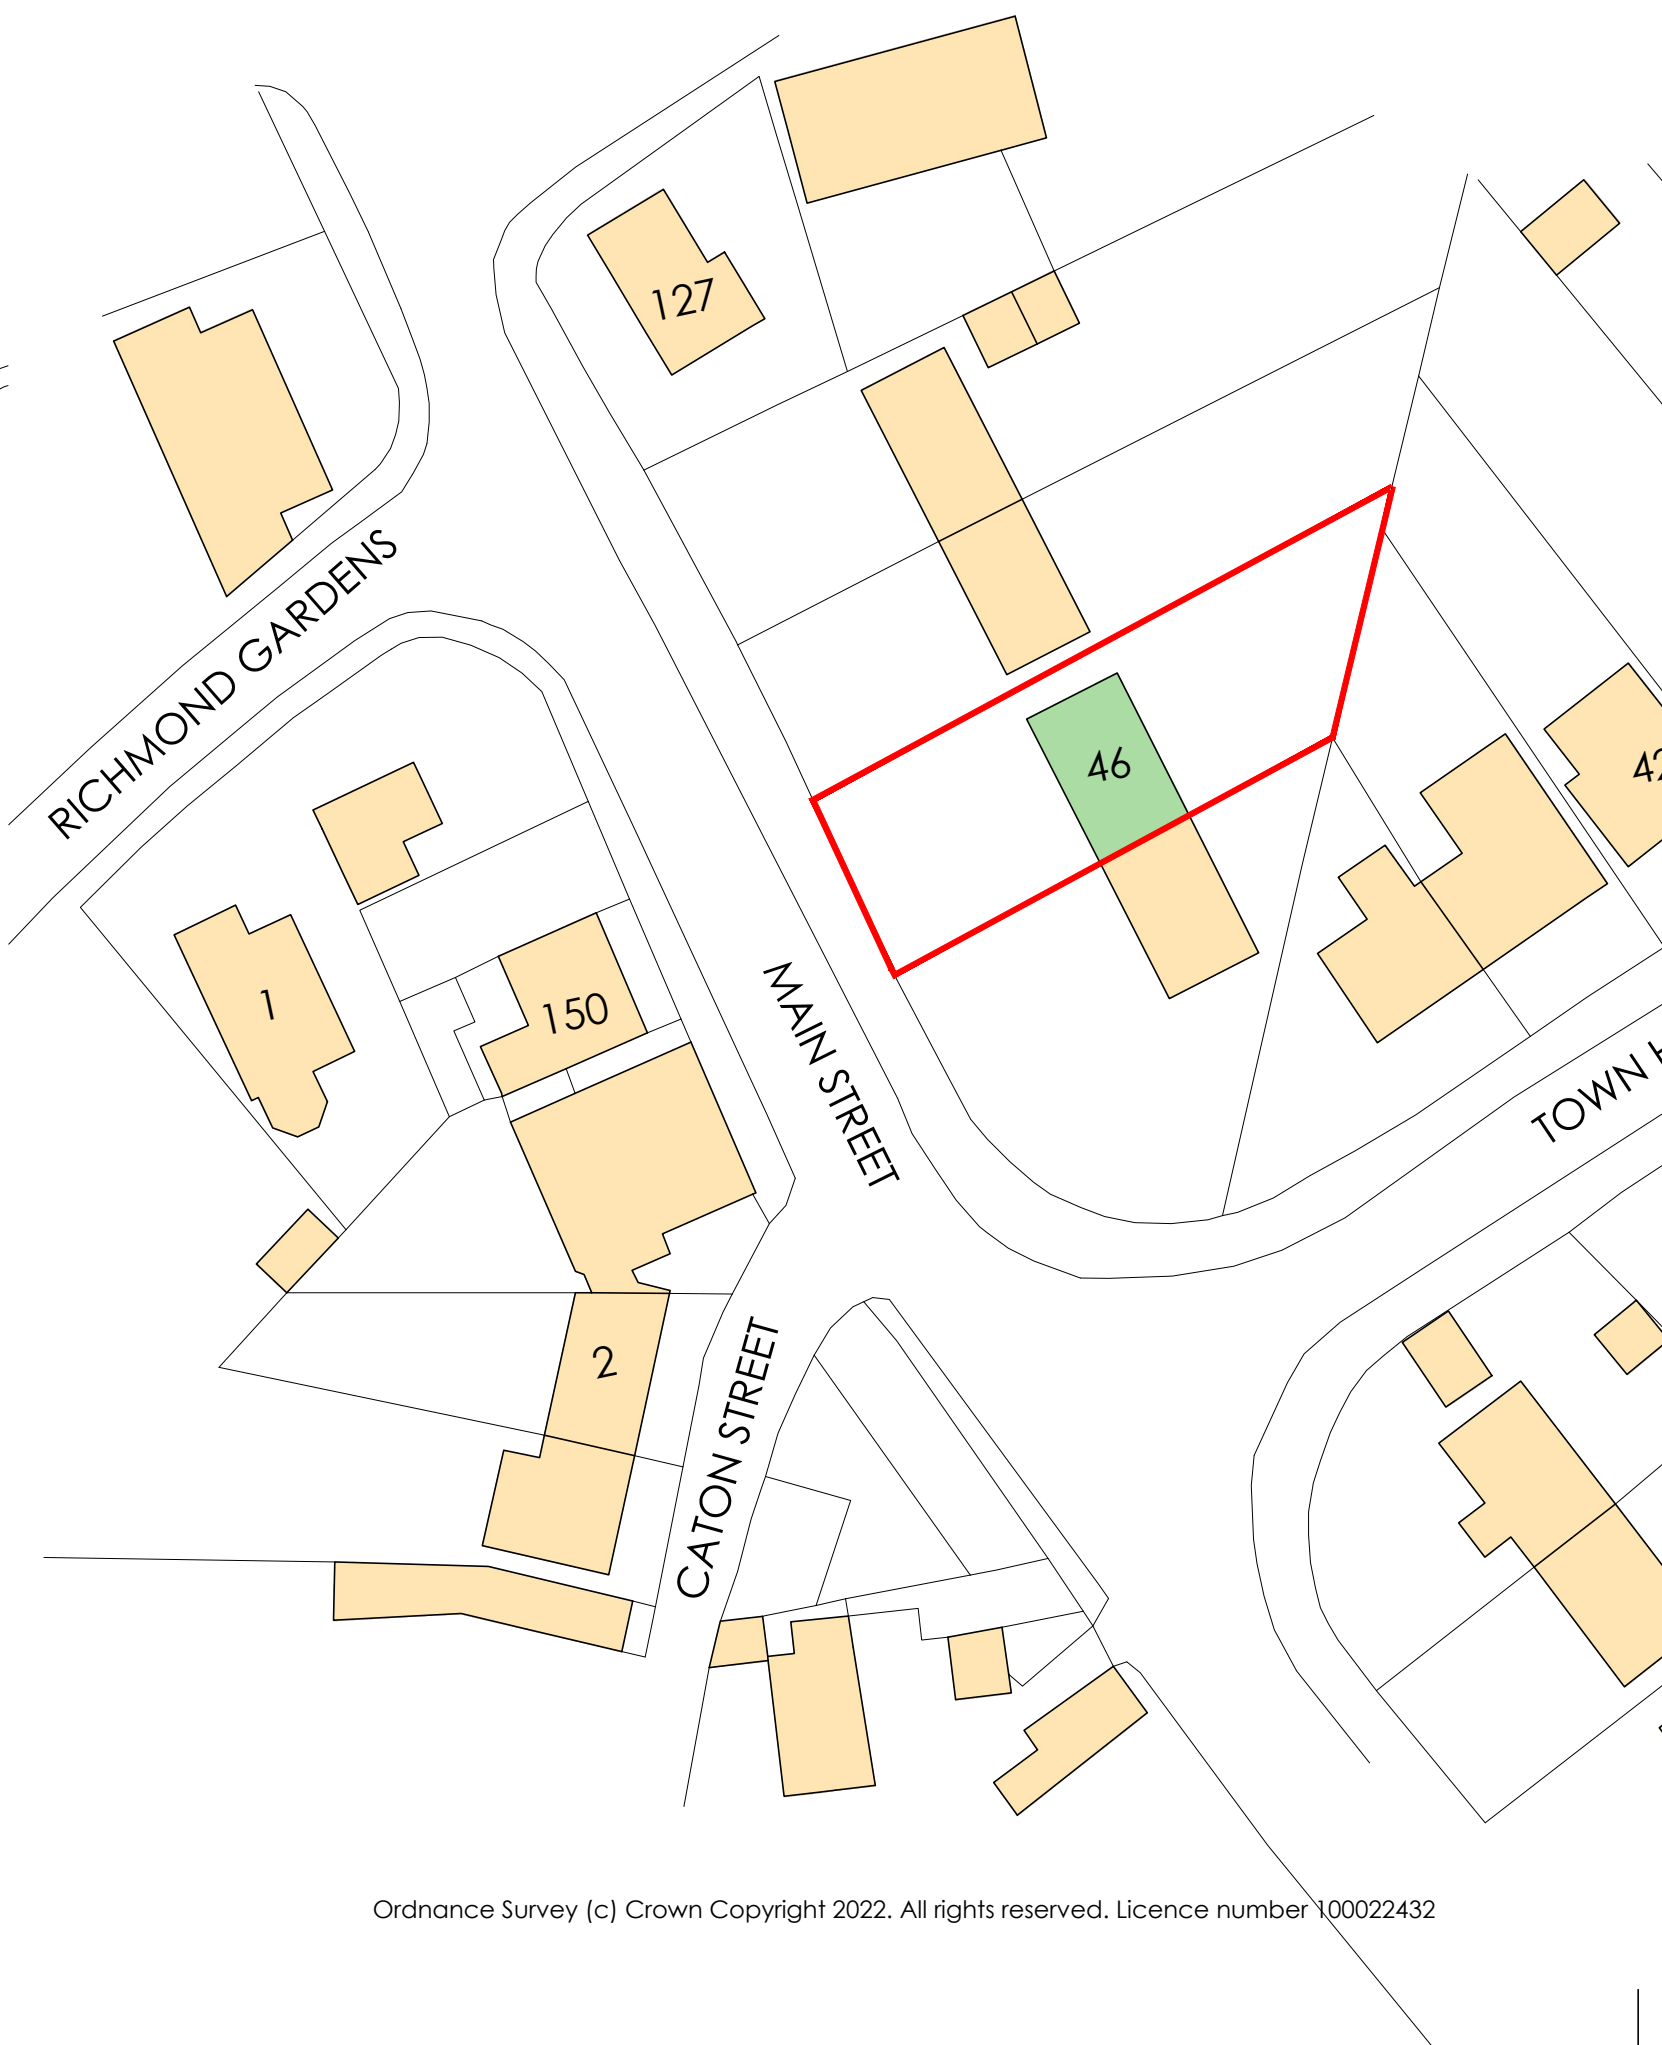 127
RICHMOND GARDENS
46
42
1
150
MAIN STREET
TOWN H
2
CATON STREET
Ordnance Survey (c) Crown Copyright 2022. All rights reserved. Licence number 100022432